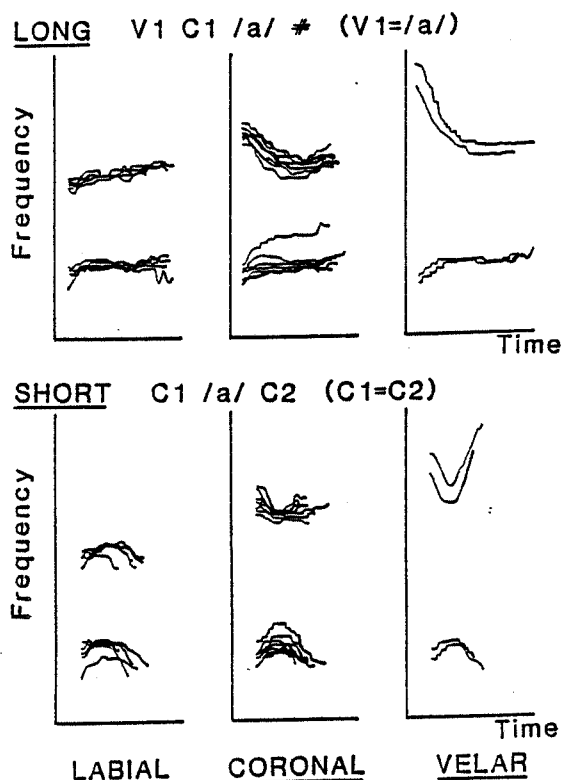 LONG V1 C1 /a/ # (V1=/a/)
Frequency
Time
SHORT C1 /a/ C2 (C1=C2)
Frequency
Time
LABIAL CORONAL VELAR